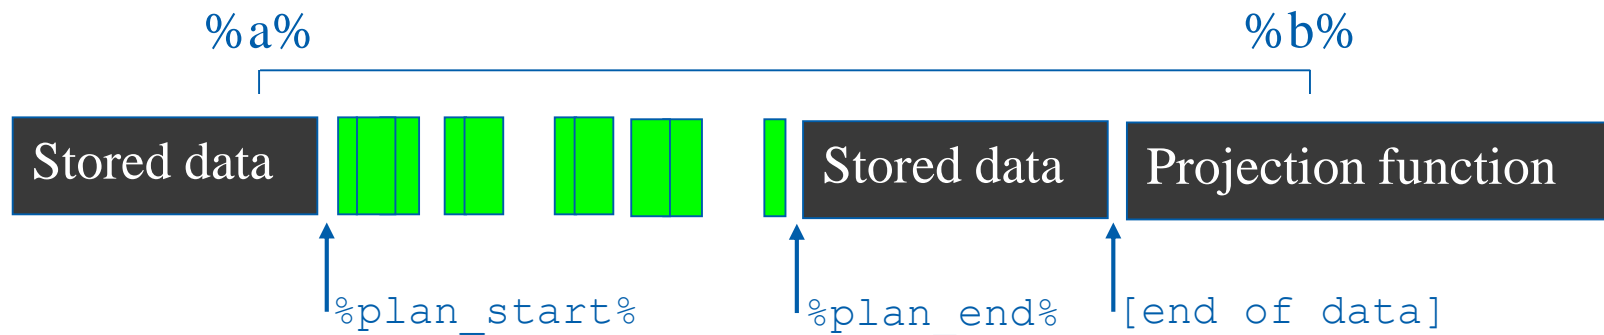 %a%
%b%
Stored data
Stored data
Projection function
%plan_start%
%plan_end%
[end of data]